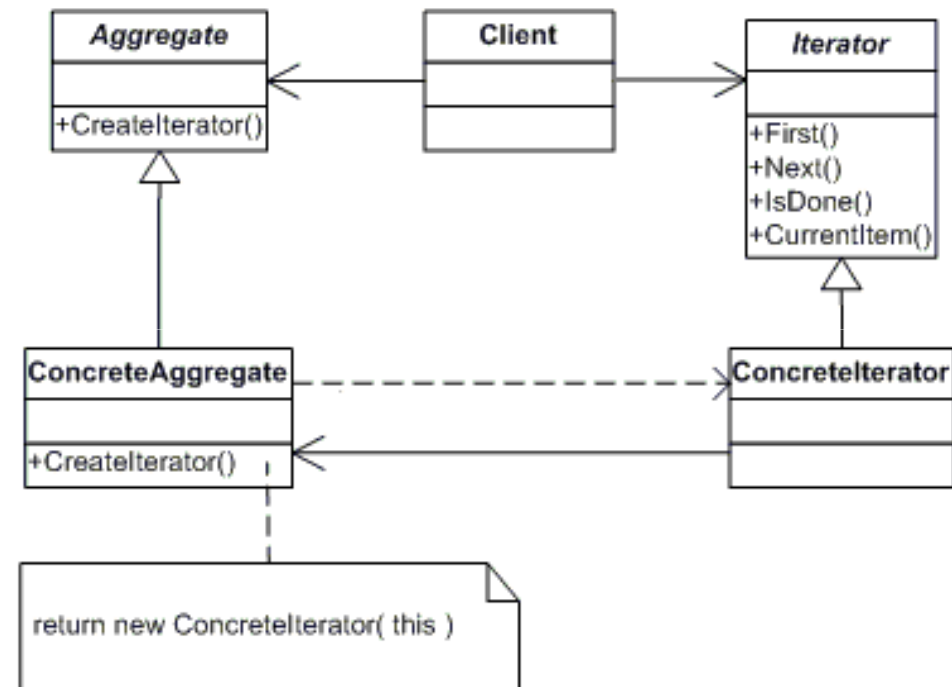 Aggregate
+CreateIterator()
Client
Iterator
+First()
+Next()
+IsDone()
+CurrentItem()
ConcreteAggregate
+CreateIterator()
ConcreteIterator
return new ConcreteIterator( this )